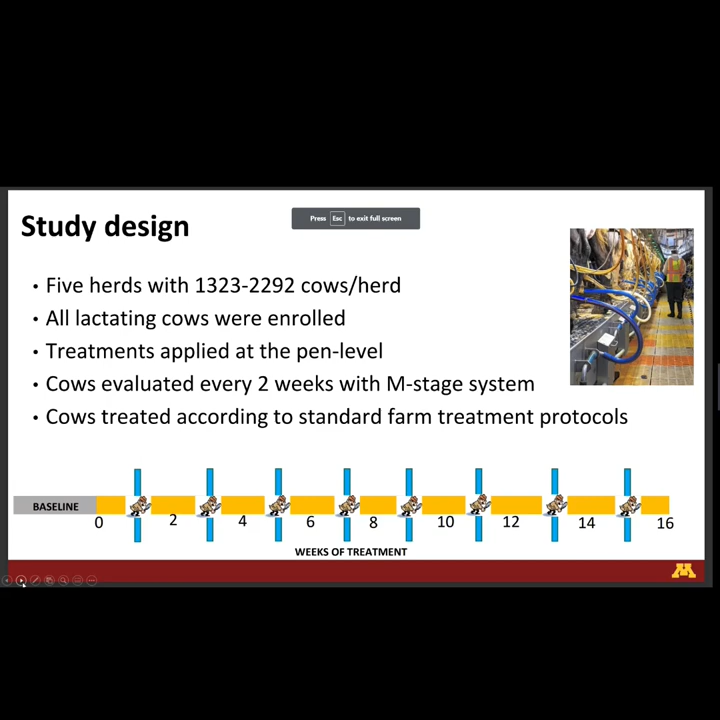 Press Esc to exit full screen
Study design
• Five herds with 1323-2292 cows/herd
• All lactating cows were enrolled
• Treatments applied at the pen-level
• Cows evaluated every 2 weeks with M-stage system
• Cows treated according to standard farm treatment protocols
BASELINE
0 2 4 6 8 10 12 14 16
WEEKS OF TREATMENT
M